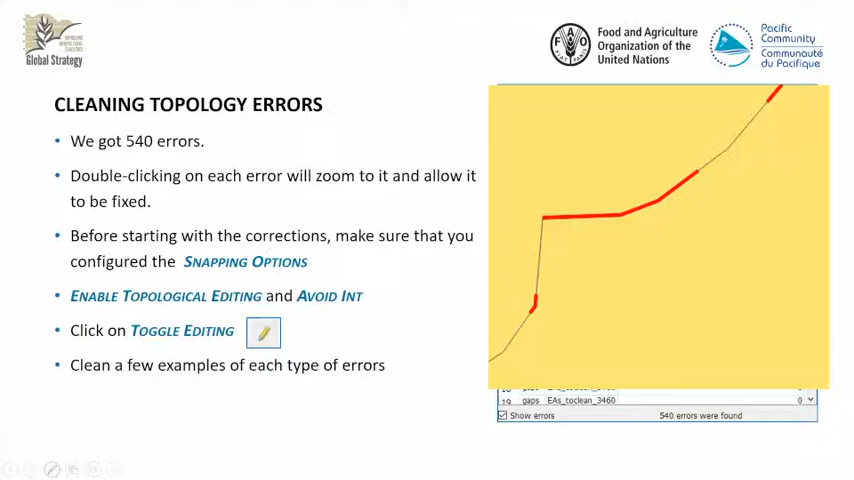 Global Strategy
FAO
FIAT PANIS
Food and Agriculture
Organization of the
United Nations
Pacific
Community
Communauté
du Pacifique
CLEANING TOPOLOGY ERRORS
• We got 540 errors.
• Double-clicking on each error will zoom to it and allow it
to be fixed.
• Before starting with the corrections, make sure that you
configured the SNAPPING OPTIONS
• ENABLE TOPOLOGICAL EDITING and AVOID INT
• Click on TOGGLE EDITING
• Clean a few examples of each type of errors
19 gaps EAs_toclean_3460 0
Show errors 540 errors were found